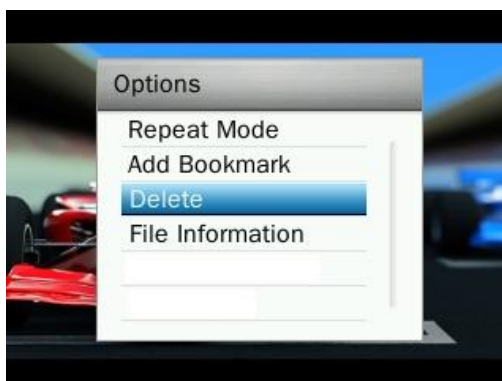 Options
Repeat Mode
Add Bookmark
Delete
File Information